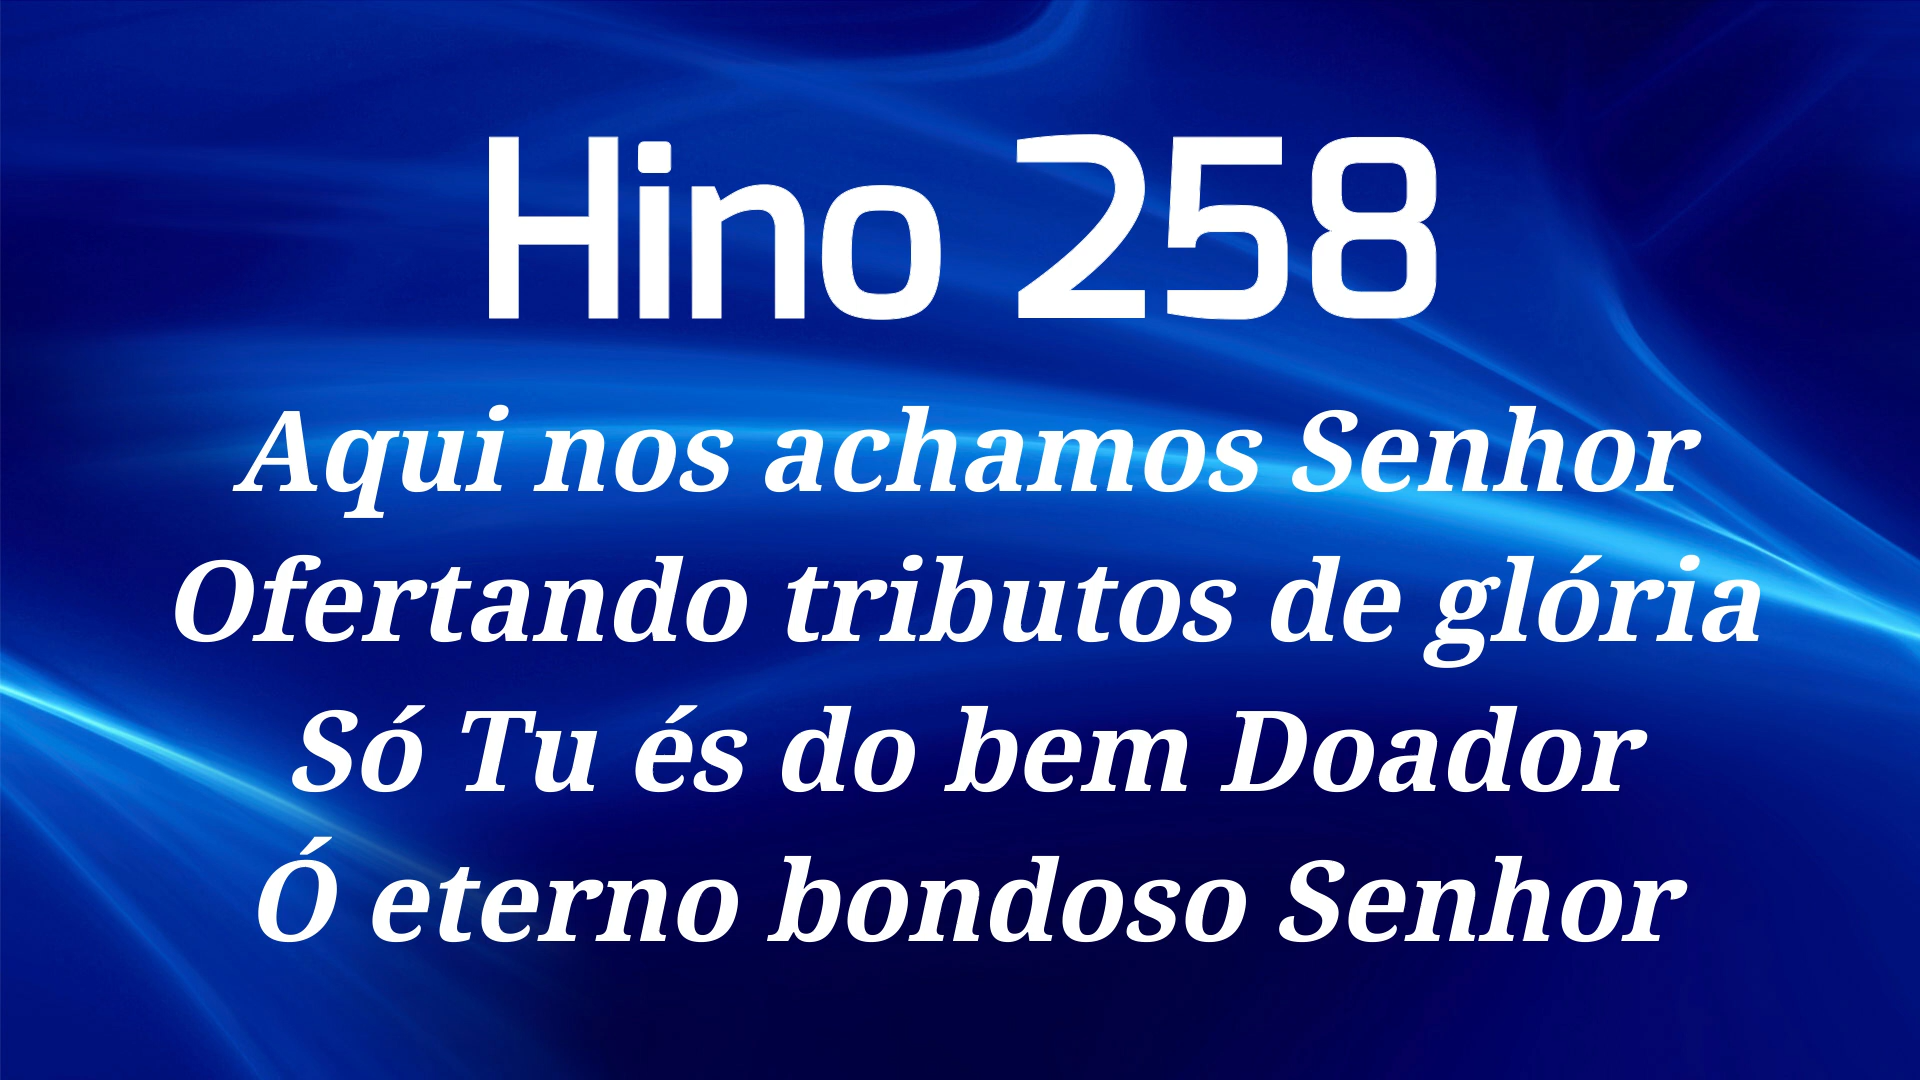 Hino 258
Aqui nos achamos Senhor
Ofertando tributos de glória
Só Tu és do bem Doador
Ó eterno bondoso Senhor